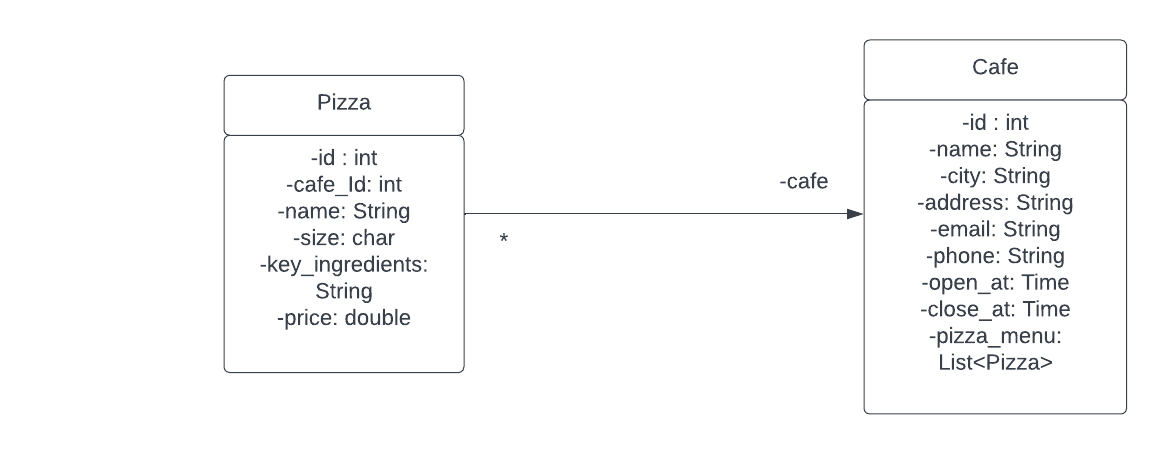 Pizza
-id : int
-cafe_Id: int
-name: String
-size: char
-key_ingredients:
String
-price: double
*
-cafe
Cafe
-id : int
-name: String
-city: String
-address: String
-email: String
-phone: String
-open_at: Time
-close_at: Time
-pizza_menu:
List<Pizza>